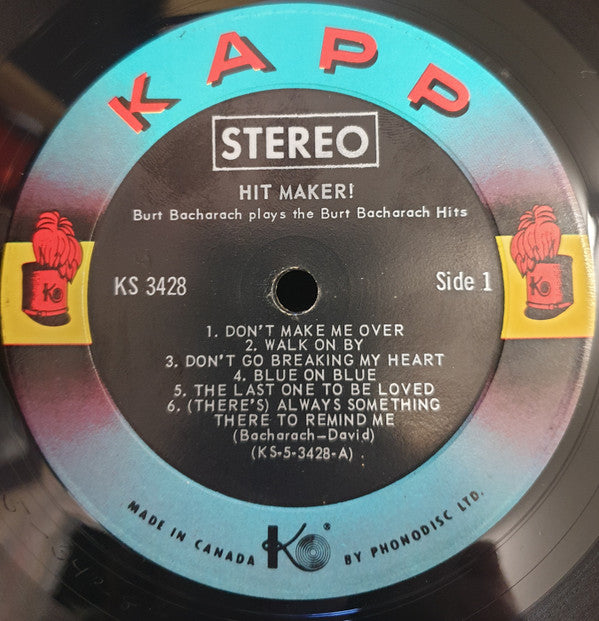 KAPP
STEREO
HIT MAKER!
Burt Bacharach plays the Burt Bacharach Hits
KS 3428
Side 1
1. DON'T MAKE ME OVER
2. WALK ON BY
3. DON'T GO BREAKING MY HEART
4. BLUE ON BLUE
5. THE LAST ONE TO BE LOVED
6. (THERE'S) ALWAYS SOMETHING
THERE TO REMIND ME
(Bacharach—David)
(KS-5-3428-A)
MADE IN CANADA K ® BY PHONODISC LTD.